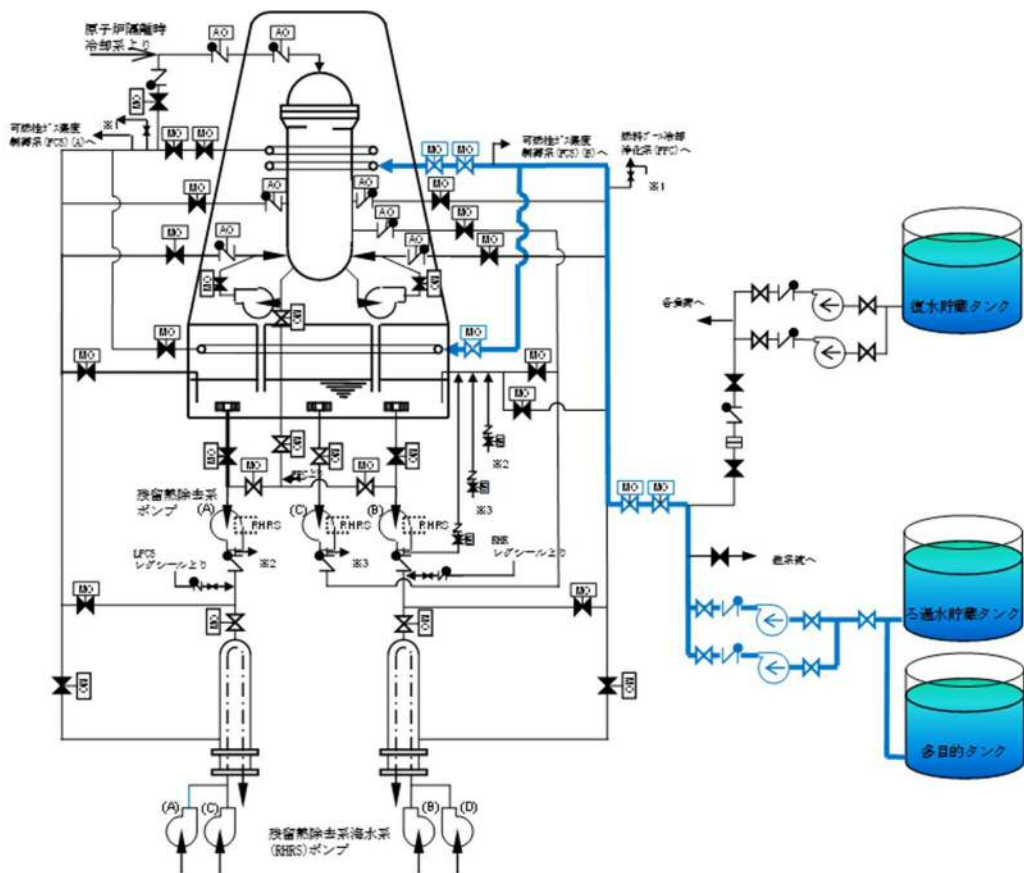 原子炉隔離時
冷却系より
AO
AO
MO
可燃性ガス濃度
制御系(FCS)(A)へ
※1
MO
MO
MO
MO
可燃性ガス濃度
制御系(FCS)(B)へ
燃料プール冷却
浄化系(FPC)
※1
MO
AO
AO
MO
AO
MO
MO
AO
AO
MO
MO
MO
MO
復水貯蔵タンク
各負荷へ
MO
MO
MO
MO
MO
MO
MO
MO
MO
MO
※2
MO
MO
MO
MO
残留熱除去系
ポンプ
(A)
RHRS
(C)
RHRS
(B)
RHRS
※3
※2
※3
LPCS
レグシールより
RHR
レグシールより
他系統へ
ろ過水貯蔵タンク
MO
MO
MO
MO
MO
MO
多目的タンク
(A)
(C)
(B)
(D)
残留熱除去系海水系
(RHRS)ポンプ